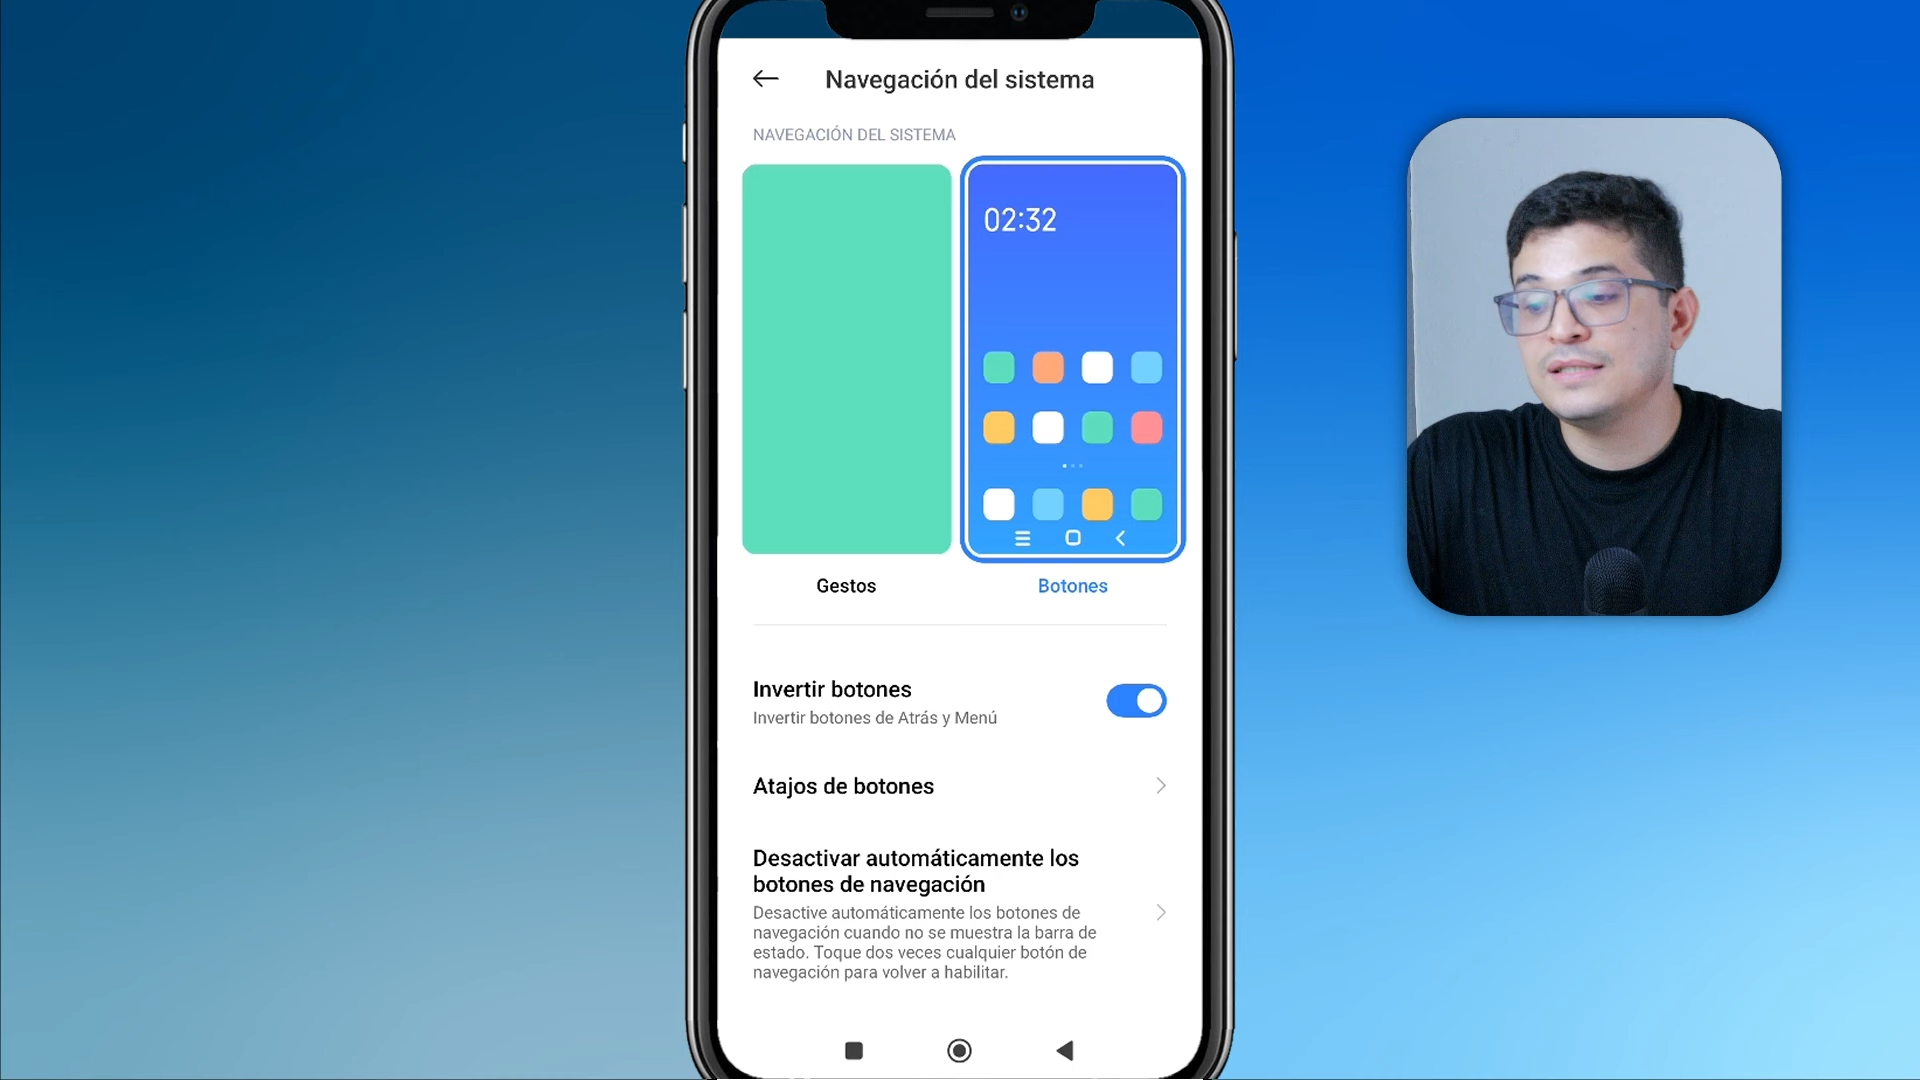 Navegación del sistema
NAVEGACIÓN DEL SISTEMA
02:32
Gestos
Botones
Invertir botones
Invertir botones de Atrás y Menú
Atajos de botones
Desactivar automáticamente los
botones de navegación
Desactive automáticamente los botones de
navegación cuando no se muestra la barra de
estado. Toque dos veces cualquier botón de
navegación para volver a habilitar.